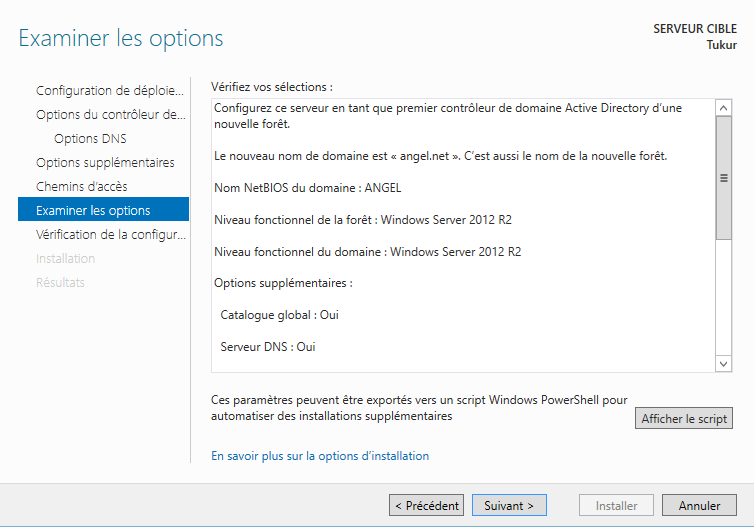 Examiner les options
SERVEUR CIBLE
Tukur
Configuration de déploie...
Options du contrôleur de...
Options DNS
Options supplémentaires
Chemins d'accès
Examiner les options
Vérification de la configur...
Installation
Résultats
Vérifiez vos sélections :
Configurez ce serveur en tant que premier contrôleur de domaine Active Directory d'une
nouvelle forêt.
Le nouveau nom de domaine est « angel.net ». C'est aussi le nom de la nouvelle forêt.
Nom NetBIOS du domaine : ANGEL
Niveau fonctionnel de la forêt : Windows Server 2012 R2
Niveau fonctionnel du domaine : Windows Server 2012 R2
Options supplémentaires :
Catalogue global : Oui
Serveur DNS : Oui
Ces paramètres peuvent être exportés vers un script Windows PowerShell pour
automatiser des installations supplémentaires
Afficher le script
En savoir plus sur la options d'installation
< Précédent
Suivant >
Installer
Annuler